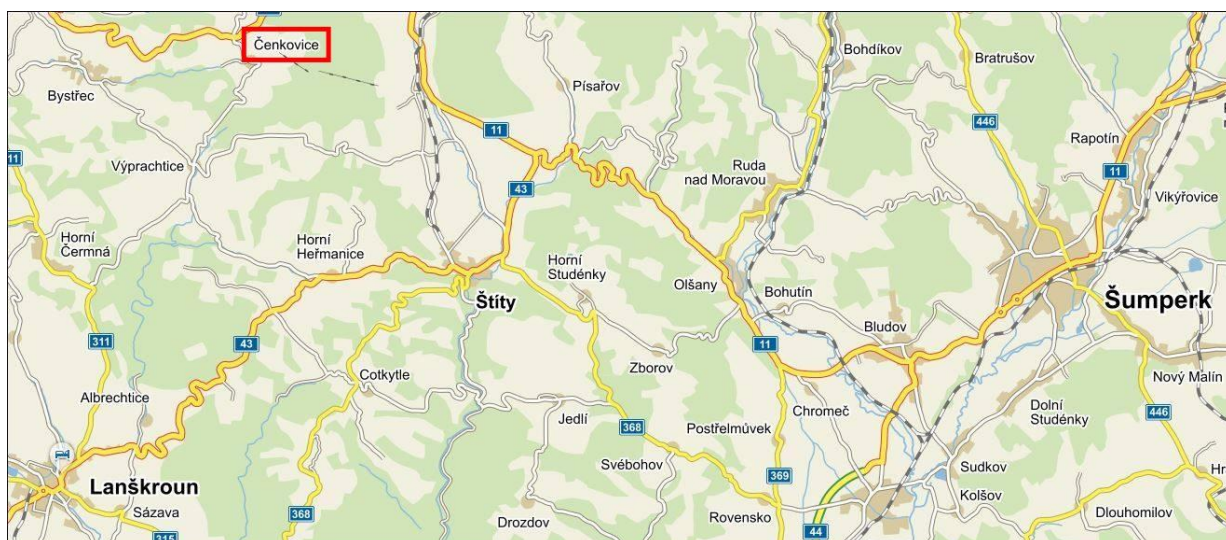 Čenkovice
Bohdíkov
Bratrušov
Bystřec
Písařov
446
11
Rapotín
11
Výprachtice
43
Ruda
nad Moravou
11
Vikýřovice
11
Horní
Čermná
Horní
Heřmanice
Horní
Studénky
Olšany
Štíty
Bohutín
Šumperk
Bludov
311
43
11
Zborov
Cotkytle
Nový Malín
Albrechtice
Chromeč
Dolní
Studénky
446
Jedlí
368
Postřelmůvek
Svébohov
369
Sudkov
Lanškroun
Kolšov
Sázava
368
Drozdov
Rovensko
Dlouhomilov
315
44